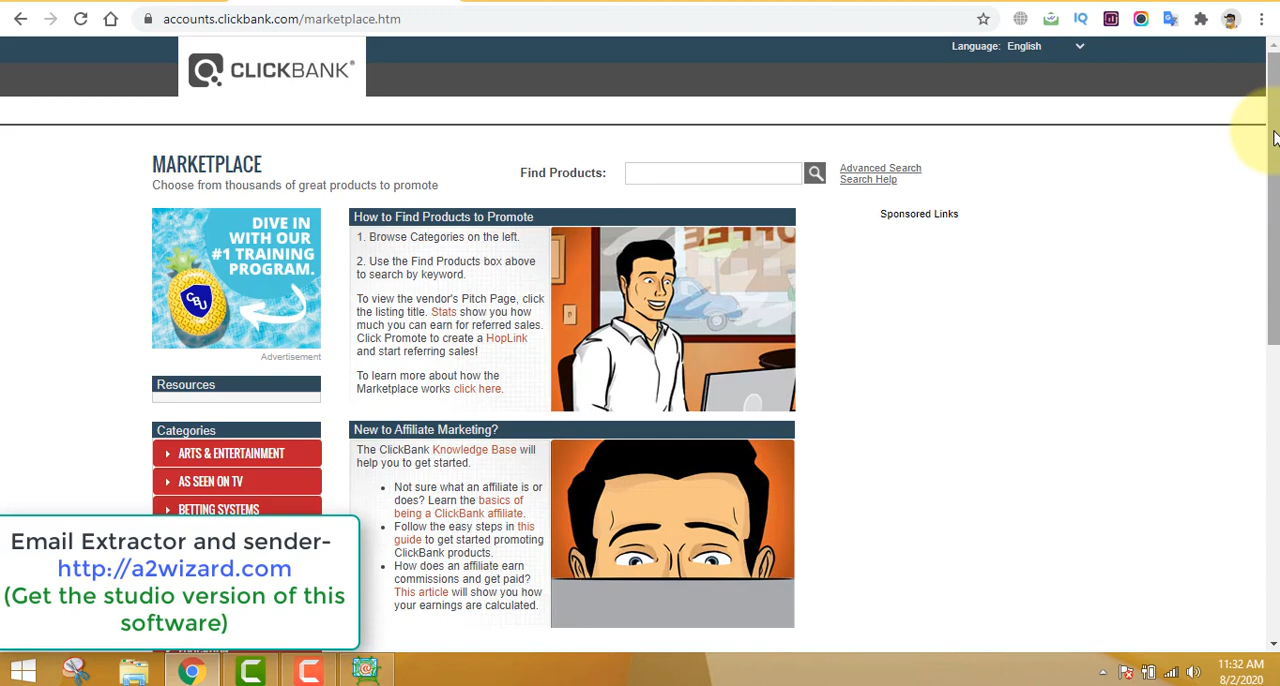 accounts.clickbank.com/marketplace.htm
Language: English
CLICKBANK
MARKETPLACE
Choose from thousands of great products to promote
Find Products:
Advanced Search
Search Help
Sponsored Links
DIVE IN
WITH OUR
#1 TRAINING
PROGRAM.
CBU
Advertisement
Resources
Categories
ARTS & ENTERTAINMENT
AS SEEN ON TV
BETTING SYSTEMS
How to Find Products to Promote
1. Browse Categories on the left.
2. Use the Find Products box above
to search by keyword.
To view the vendor's Pitch Page, click
the listing title. Stats show you how
much you can earn for referred sales.
Click Promote to create a HopLink
and start referring sales!
To learn more about how the
Marketplace works click here.
COFFEE
New to Affiliate Marketing?
The ClickBank Knowledge Base will
help you to get started.
• Not sure what an affiliate is or
does? Learn the basics of
being a ClickBank affiliate.
• Follow the easy steps in this
guide to get started promoting
ClickBank products.
• How does an affiliate earn
commissions and get paid?
This article will show you how
your earnings are calculated.
Email Extractor and sender-
http://a2wizard.com
(Get the studio version of this
software)
11:32 AM
8/2/2020